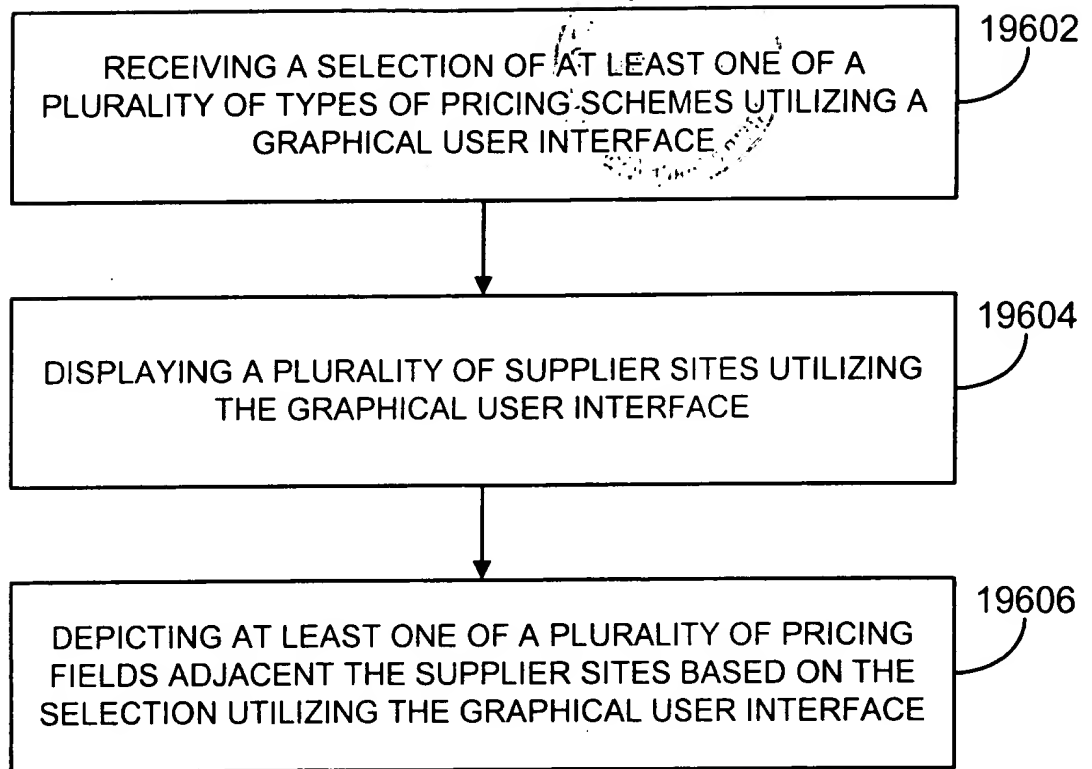 19602
RECEIVING A SELECTION OF AT LEAST ONE OF A
PLURALITY OF TYPES OF PRICING SCHEMES UTILIZING A
GRAPHICAL USER INTERFACE
19604
DISPLAYING A PLURALITY OF SUPPLIER SITES UTILIZING
THE GRAPHICAL USER INTERFACE
19606
DEPICTING AT LEAST ONE OF A PLURALITY OF PRICING
FIELDS ADJACENT THE SUPPLIER SITES BASED ON THE
SELECTION UTILIZING THE GRAPHICAL USER INTERFACE